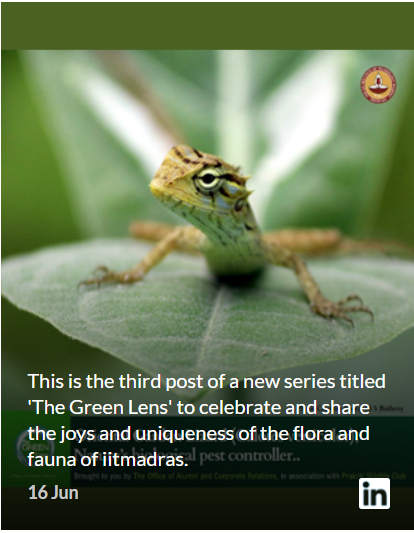 This is the third post of a new series titled
'The Green Lens' to celebrate and share
the joys and uniqueness of the flora and
fauna of iitmadras.
biological pest controller..
Brought to you by The Office of Alumni and Corporate Relations, in association with Prakriti Wildlife Club
16 Jun
in